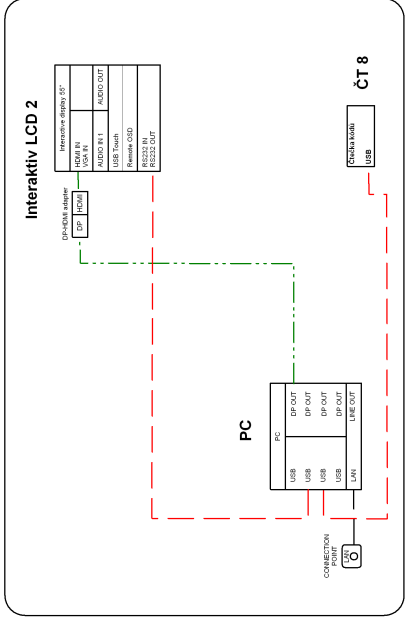 Interaktiv LCD 2
Interactive display 55"
HDMI IN
VGA IN
AUDIO IN 1
AUDIO OUT
USB Touch
Remote OSD
RS232 IN
RS232 OUT
DP-HDMI adapter
DP
HDMI
ČT 8
Čtečka kódů
USB
PC
PC
USB
DP OUT
USB
DP OUT
USB
DP OUT
USB
DP OUT
LAN
LINE OUT
CONNECTION
POINT
LAN